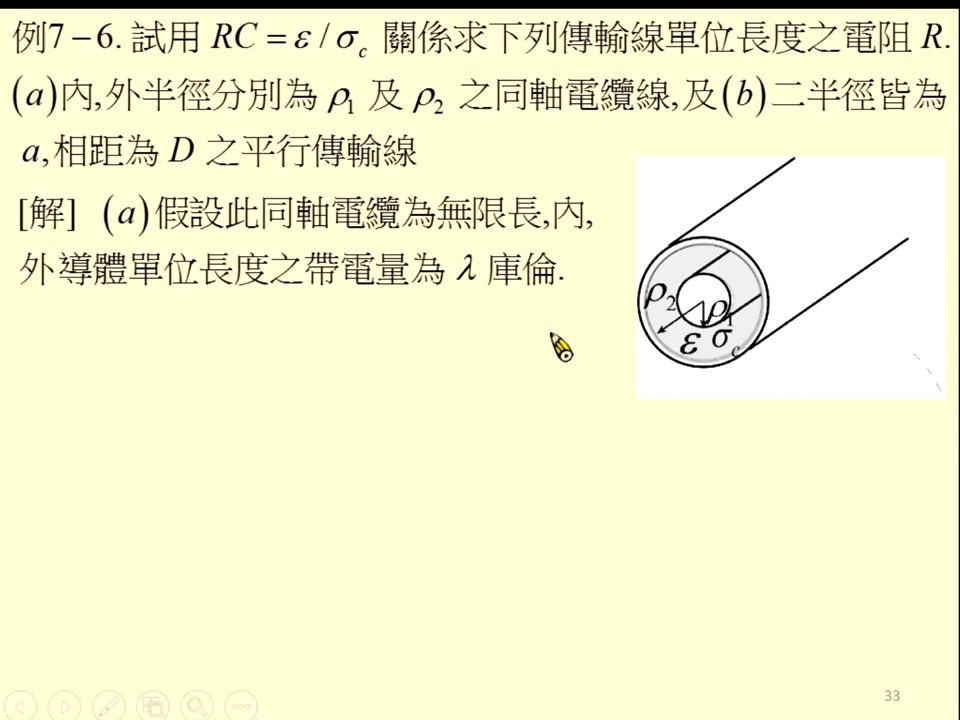 例7－6. 試用 RC = ε / σc 關係求下列傳輸線單位長度之電阻 R.
(a)內,外半徑分別為 ρ1 及 ρ2 之同軸電纜線,及(b)二半徑皆為
a,相距為 D 之平行傳輸線
[解] (a)假設此同軸電纜為無限長,內,
外導體單位長度之帶電量為 λ 庫倫.
ρ2 ρ1
ε σc
33